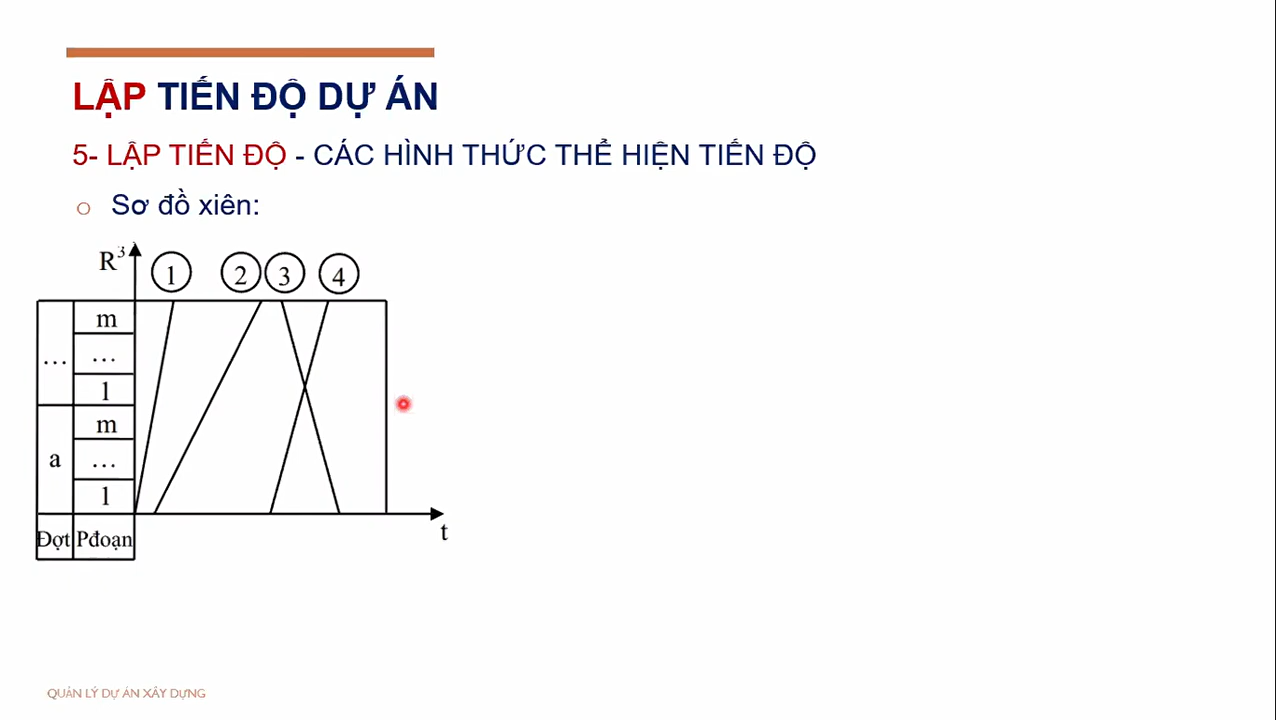 LẬP TIẾN ĐỘ DỰ ÁN
5- LẬP TIẾN ĐỘ - CÁC HÌNH THỨC THỂ HIỆN TIẾN ĐỘ
o Sơ đồ xiên:
R³ 1 2 3 4
m
... ...
1
m
a ...
1
Đợt Pđoạn t
QUẢN LÝ DỰ ÁN XÂY DỰNG